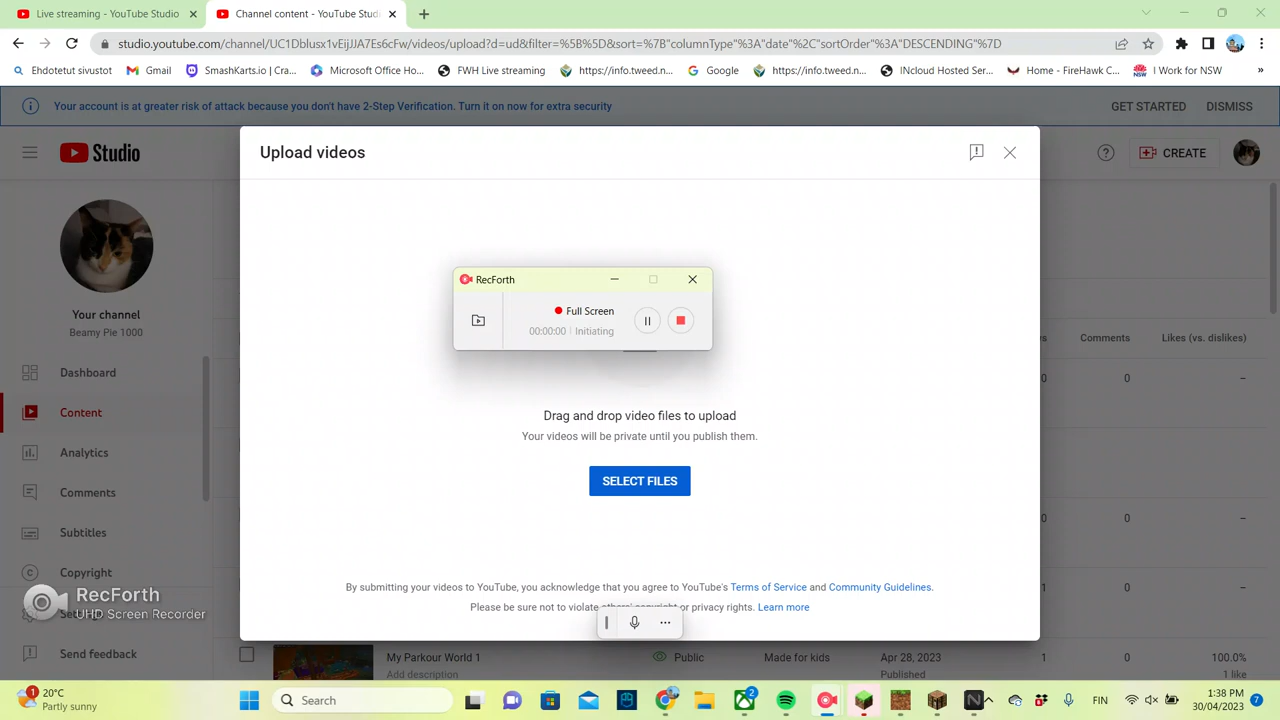 Live streaming - YouTube Studio
Channel content - YouTube Stud
studio.youtube.com/channel/UC1Dblusx1vEijJJA7Es6cFw/videos/upload?d=ud&filter=%5B%5D&sort=%7B"columnType"%3A"date"%2C"sortOrder"%3A"DESCENDING"%7D
Ehdotetut sivustot
Gmail
SmashKarts.io | Cra...
Microsoft Office Ho...
FWH Live streaming
https://info.tweed.n...
Google
https://info.tweed.n...
INcloud Hosted Ser...
Home - FireHawk C...
I Work for NSW
»
Your account is at greater risk of attack because you don't have 2-Step Verification. Turn it on now for extra security
GET STARTED
DISMISS
Studio
Upload videos
CREATE
Your channel
Beamy Pie 1000
RecForth
Full Screen
00:00:00 | Initiating
Comments
Likes (vs. dislikes)
Dashboard
0
–
Content
Drag and drop video files to upload
Your videos will be private until you publish them.
Analytics
SELECT FILES
Comments
0
–
Subtitles
Copyright
0
–
By submitting your videos to YouTube, you acknowledge that you agree to YouTube's Terms of Service and Community Guidelines.
Please be sure not to violate others' copyright or privacy rights. Learn more
RecForth
UHD Screen Recorder
Send feedback
My Parkour World 1
Add description
Public
Made for kids
Apr 28, 2023
Published
1
0
100.0%
1 like
1
20°C
Partly sunny
Search
2
FIN
1:38 PM
30/04/2023
7